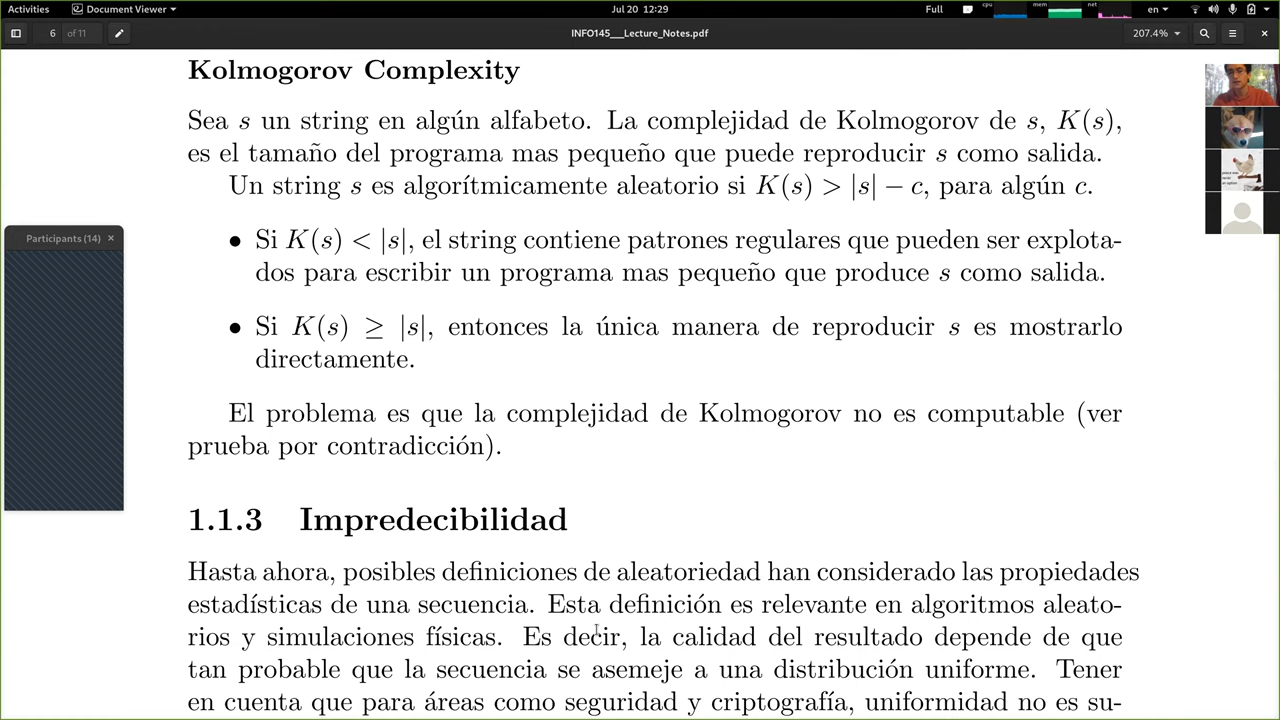 Activities Document Viewer Jul 20 12:29 Full cpu mem net en
6 of 11 INFO145___Lecture_Notes.pdf 207.4%
Kolmogorov Complexity
Sea s un string en algún alfabeto. La complejidad de Kolmogorov de s, K(s),
es el tamaño del programa mas pequeño que puede reproducir s como salida.
Un string s es algorítmicamente aleatorio si K(s) > |s| − c, para algún c.
Participants (14)
• Si K(s) < |s|, el string contiene patrones regulares que pueden ser explota-
dos para escribir un programa mas pequeño que produce s como salida.
• Si K(s) ≥ |s|, entonces la única manera de reproducir s es mostrarlo
directamente.
El problema es que la complejidad de Kolmogorov no es computable (ver
prueba por contradicción).
1.1.3 Impredecibilidad
Hasta ahora, posibles definiciones de aleatoriedad han considerado las propiedades
estadísticas de una secuencia. Esta definición es relevante en algoritmos aleato-
rios y simulaciones físicas. Es decir, la calidad del resultado depende de que
tan probable que la secuencia se asemeje a una distribución uniforme. Tener
en cuenta que para áreas como seguridad y criptografía, uniformidad no es su-